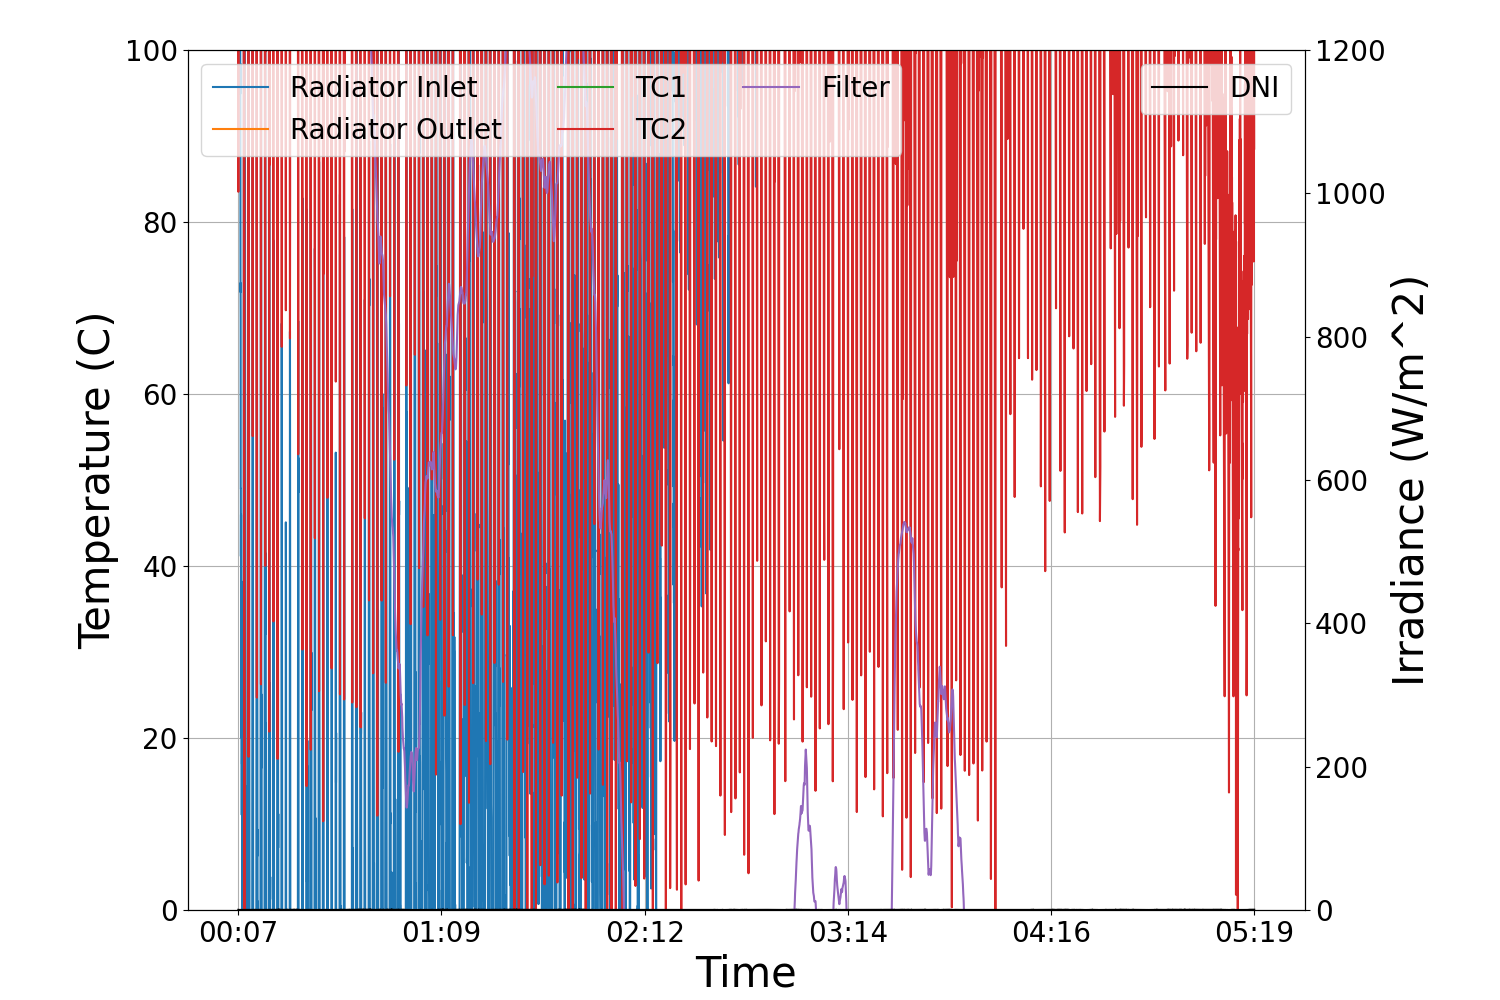 100
80
60
40
20
0
Temperature (C)
Radiator Inlet
Radiator Outlet
TC1
TC2
Filter
DNI
1200
1000
800
600
400
200
0
Irradiance (W/m^2)
00:07
01:09
02:12
03:14
04:16
05:19
Time